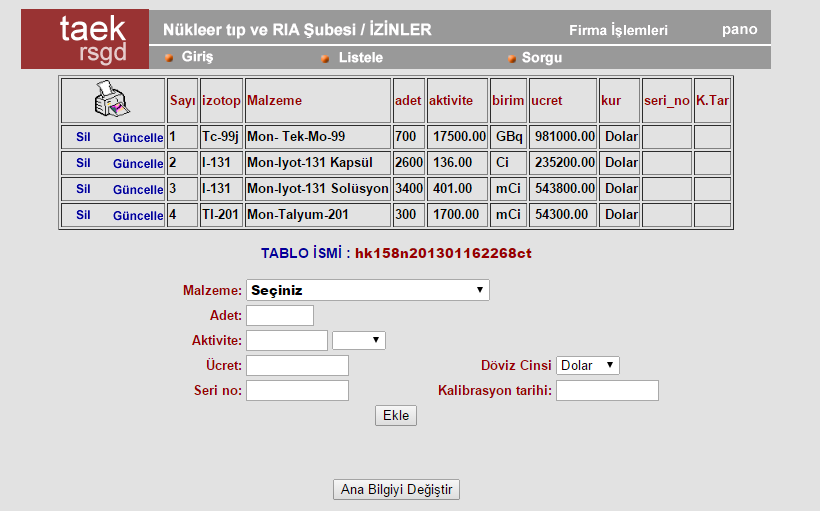 taek
rsgd
Nükleer tıp ve RIA Şubesi / İZİNLER Firma İşlemleri pano
Giriş Listele Sorgu
Sayı izotop Malzeme adet aktivite birim ucret kur seri_no K.Tar
Sil Güncelle 1 Tc-99j Mon- Tek-Mo-99 700 17500.00 GBq 981000.00 Dolar
Sil Güncelle 2 I-131 Mon-Iyot-131 Kapsül 2600 136.00 Ci 235200.00 Dolar
Sil Güncelle 3 I-131 Mon-Iyot-131 Solüsyon 3400 401.00 mCi 543800.00 Dolar
Sil Güncelle 4 Tl-201 Mon-Talyum-201 300 1700.00 mCi 54300.00 Dolar
TABLO İSMİ : hk158n201301162268ct
Malzeme: Seçiniz
Adet:
Aktivite:
Ücret: Döviz Cinsi Dolar
Seri no: Kalibrasyon tarihi:
Ekle
Ana Bilgiyi Değiştir